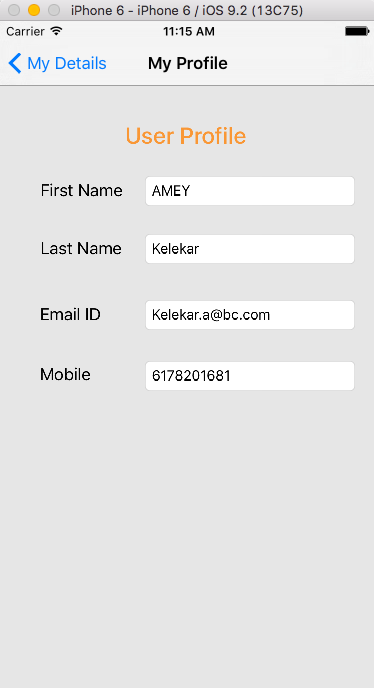 iPhone 6 - iPhone 6 / iOS 9.2 (13C75)
Carrier 11:15 AM
My Details My Profile
User Profile
First Name AMEY
Last Name Kelekar
Email ID Kelekar.a@bc.com
Mobile 6178201681